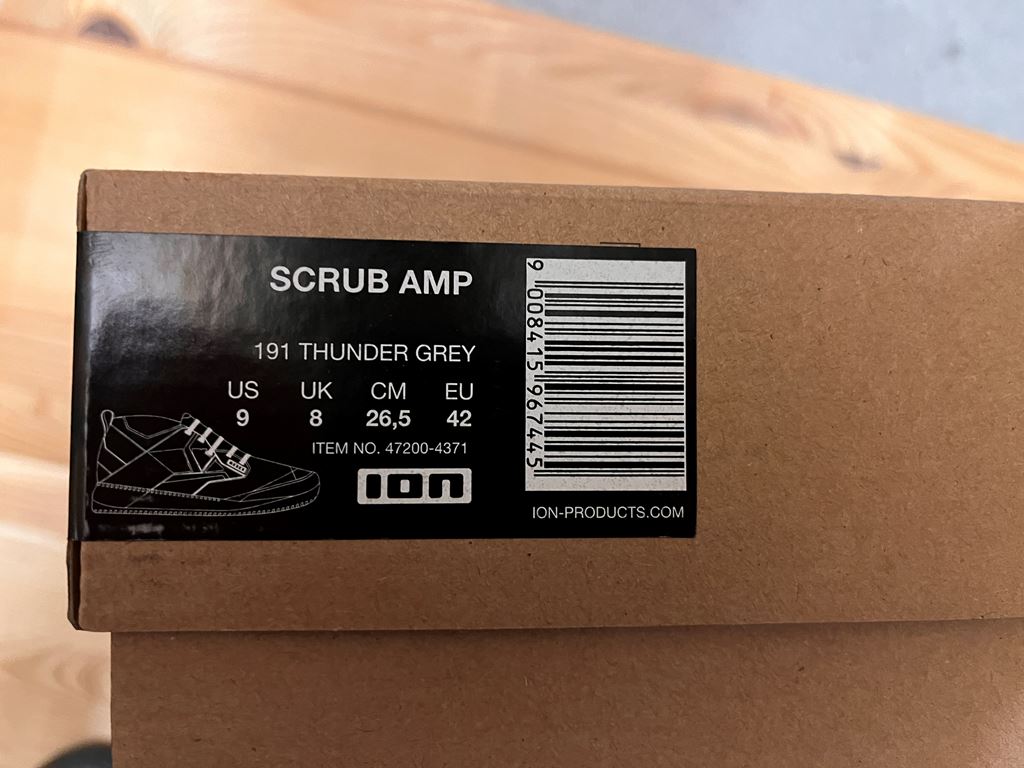 SCRUB AMP
191 THUNDER GREY
US UK CM EU
9 8 26,5 42
ITEM NO. 47200-4371
ION
9 008415 967445
ION-PRODUCTS.COM